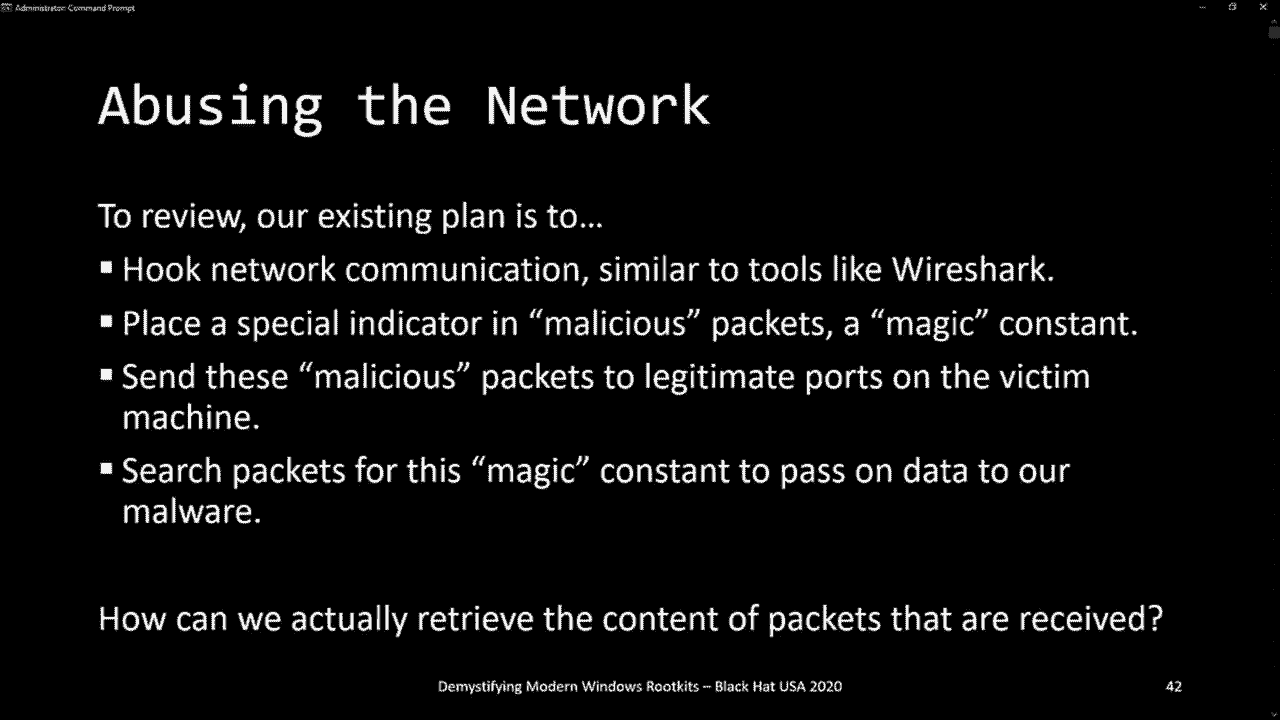 Administrator: Command Prompt
Abusing the Network
To review, our existing plan is to…
▪ Hook network communication, similar to tools like Wireshark.
▪ Place a special indicator in “malicious” packets, a “magic” constant.
▪ Send these “malicious” packets to legitimate ports on the victim
machine.
▪ Search packets for this “magic” constant to pass on data to our
malware.
How can we actually retrieve the content of packets that are received?
Demystifying Modern Windows Rootkits – Black Hat USA 2020
42